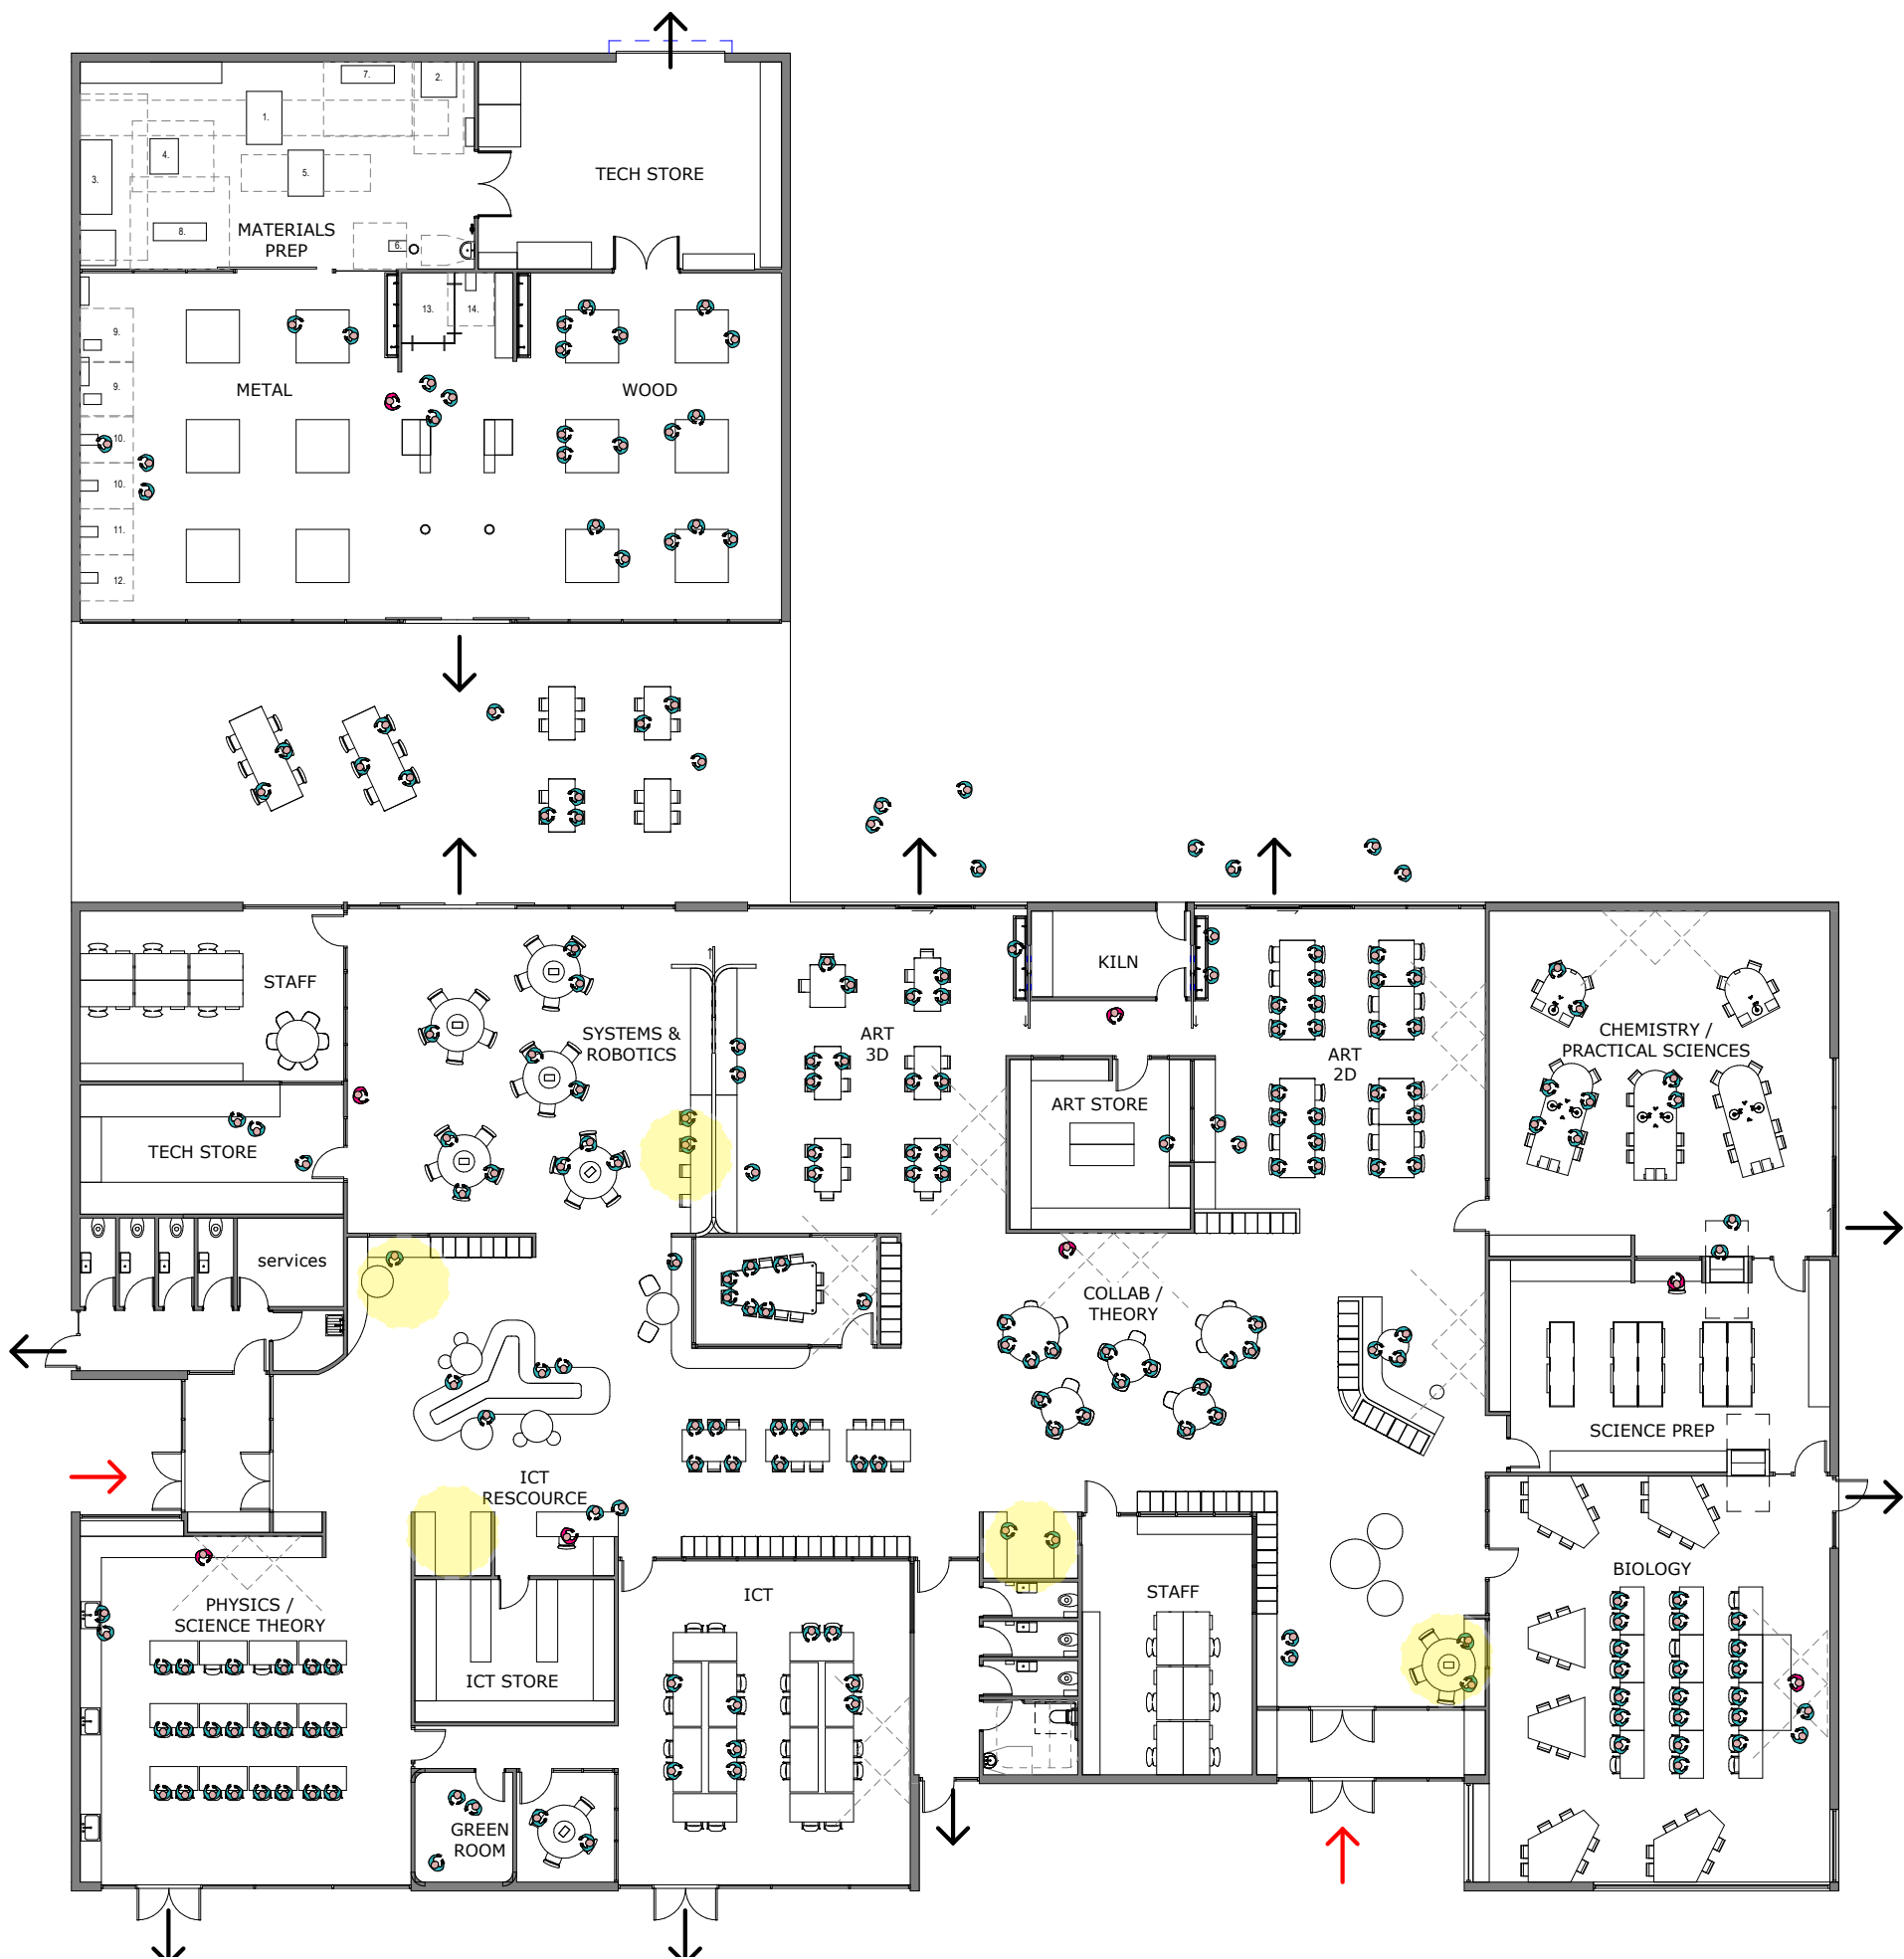 7.
2.
1.
4.
5.
3.
TECH STORE
8.
MATERIALS
PREP
6.
13.
14.
9.
METAL
WOOD
9.
10.
10.
11.
12.
STAFF
KILN
SYSTEMS &
ROBOTICS
ART
3D
ART
2D
CHEMISTRY /
PRACTICAL SCIENCES
ART STORE
TECH STORE
services
COLLAB /
THEORY
SCIENCE PREP
ICT
RESCOURCE
BIOLOGY
PHYSICS /
SCIENCE THEORY
ICT
STAFF
ICT STORE
GREEN
ROOM